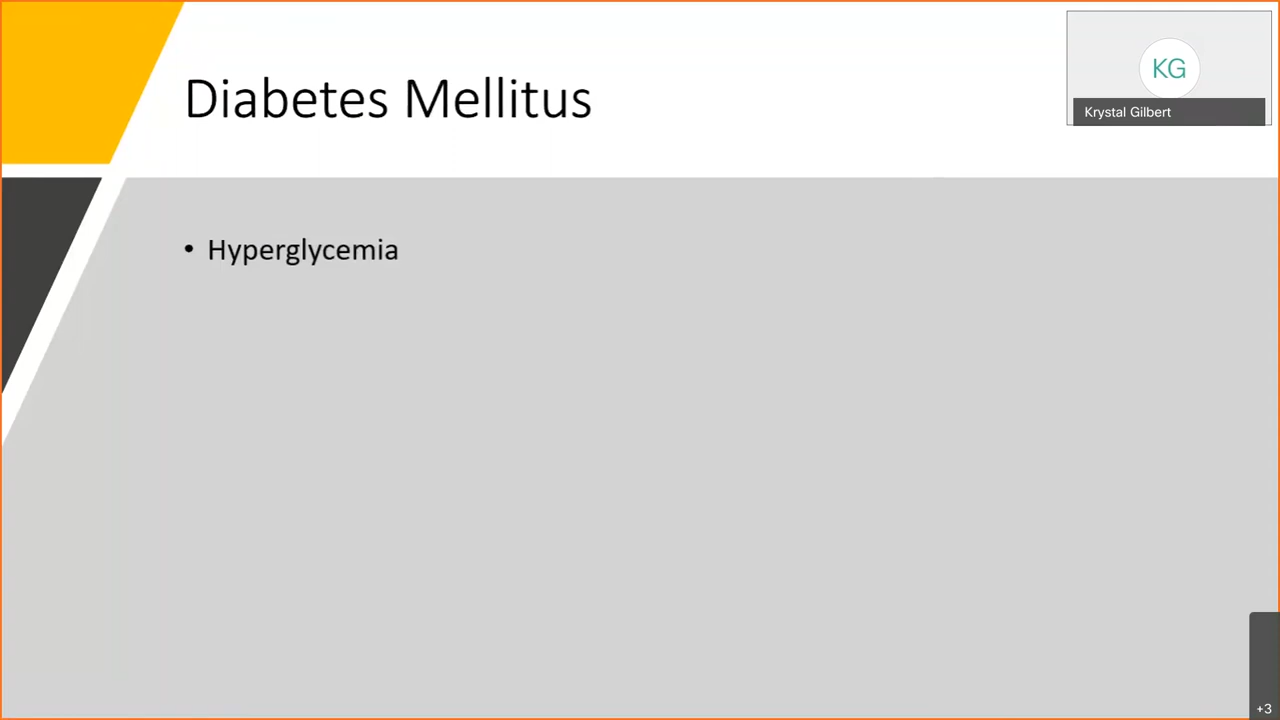 Diabetes Mellitus
KG
Krystal Gilbert
• Hyperglycemia
+3